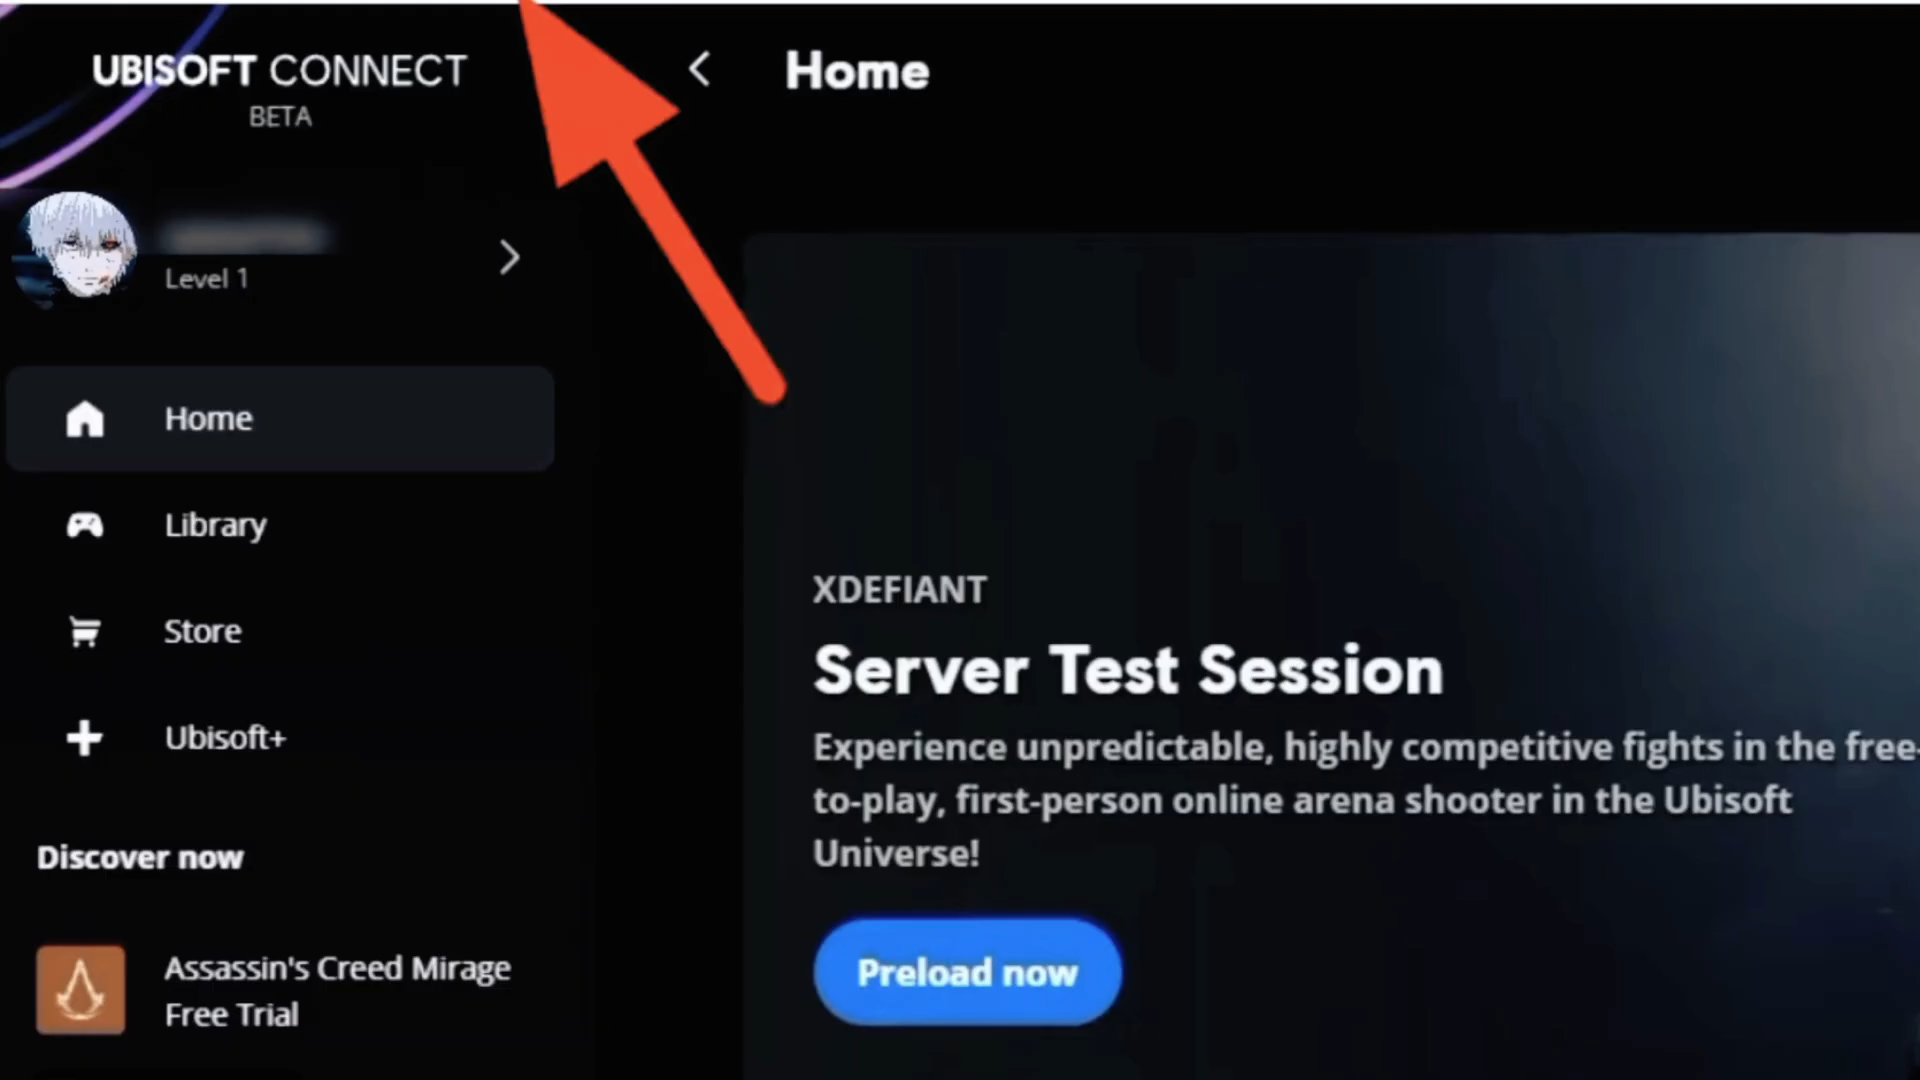 UBISOFT CONNECT
BETA
Level 1
Home
Library
Store
Ubisoft+
Discover now
Assassin's Creed Mirage
Free Trial
Home
XDEFIANT
Server Test Session
Experience unpredictable, highly competitive fights in the free-
to-play, first-person online arena shooter in the Ubisoft
Universe!
Preload now